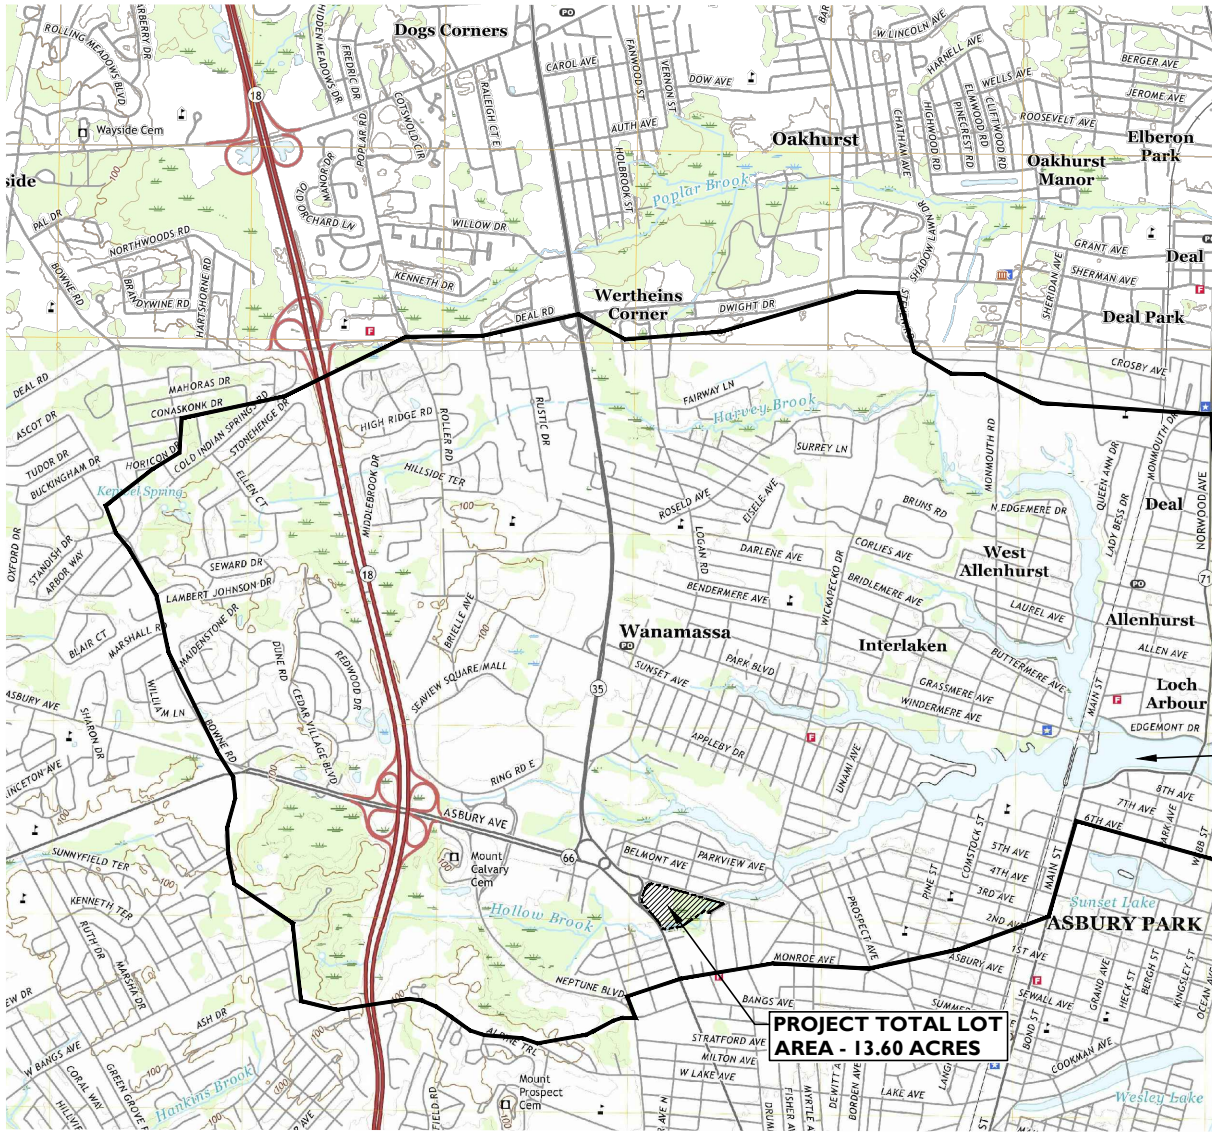 Dogs Corners
PO
ROLLING MEADOWS BLVD
HIDDEN MEADOWS DR
FREDRIC DR
COTSWOLD CIR
RALEIGH CT E
CAROL AVE
FANWOOD ST
VERNON ST
DOW AVE
W LINCOLN AVE
HARNELL AVE
WELLS AVE
BERGER AVE
JEROME AVE
ROOSEVELT AVE
18
Wayside Cem
POPLAR RD
MANOR DR
OLD ORCHARD LN
AUTH AVE
HOLBROOK ST
Oakhurst
CHATHAM AVE
HIGHWOOD RD
PINECREST RD
ELMWOOD RD
CLIFTWOOD RD
Elberon
Park
Oakhurst
Manor
side
100
Poplar Brook
PAL DR
NORTHWOODS RD
WILLOW DR
SHADOW LAWN DR
GRANT AVE
SHERMAN AVE
SHERIDAN AVE
Deal
BOWNE RD
BRANDYWINE RD
HARTSHORNE RD
KENNETH DR
Wertheins
Corner
DEAL RD
DWIGHT DR
Deal Park
F
CROSBY AVE
DEAL RD
MAHORAS DR
CONASKONK DR
ASCOT DR
COLD INDIAN SPRINGS RD
STONEHENGE DR
HIGH RIDGE RD
ROLLER RD
RUSTIC DR
FAIRWAY LN
Harvey Brook
SURREY LN
MONMOUTH RD
MONMOUTH DR
QUEEN ANN DR
LADY BESS DR
NORWOOD AVE
TUDOR DR
BUCKINGHAM DR
HORICON DR
ELLEN CT
HILLSIDE TER
MIDDLEBROOK DR
100
ROSELD AVE
EISELE AVE
BRUNS RD
N EDGEMERE DR
Deal
OXFORD DR
STANDISH DR
ARBOR WAY
SEWARD DR
LAMBERT JOHNSON DR
18
LOGAN RD
DARLENE AVE
BENDERMERE AVE
WICKAPECKO DR
CORLIES AVE
BRIDLEMERE AVE
West
Allenhurst
LAUREL AVE
PO
71
BLAIR CT
MARSHALL RD
MAIDENSTONE DR
BRIELLE AVE
100
Wanamassa
PO
Interlaken
BUTTERMERE AVE
Allenhurst
ALLEN AVE
DUNE RD
REDWOOD DR
SEAVIEW SQUARE MALL
SUNSET AVE
PARK BLVD
GRASSMERE AVE
WINDERMERE AVE
MAIN ST
Loch
Arbour
EDGEMONT DR
ASBURY AVE
SHARON DR
WILLIAM LN
BOWNE RD
CEDAR VILLAGE BLVD
35
APPLEBY DR
UNAMI AVE
RING RD E
ASBURY AVE
66
BELMONT AVE
PARKVIEW AVE
8TH AVE
7TH AVE
6TH AVE
5TH AVE
4TH AVE
3RD AVE
2ND AVE
1ST AVE
COMSTOCK ST
PINE ST
MAIN ST
SUNNYFIELD TER
Mount
Calvary
Cem
KENNETH TER
RUTH DR
MARSHA DR
Hollow Brook
PROSPECT AVE
Sunset Lake
ASBURY PARK
ASBURY AVE
MONROE AVE
NEPTUNE BLVD
BANGS AVE
SEWALL AVE
GRAND AVE
HECK ST
BERGH ST
KINGSLEY ST
BOND ST
ASH DR
W BANGS AVE
CORAL WAY
GREEN GROVE
ALPINE TRL
PROJECT TOTAL LOT
AREA - 13.60 ACRES
STRATFORD AVE
MILTON AVE
W LAKE AVE
COOKMAN AVE
LAKE AVE
Hankins Brook
Mount
Prospect
Cem
Wesley Lake